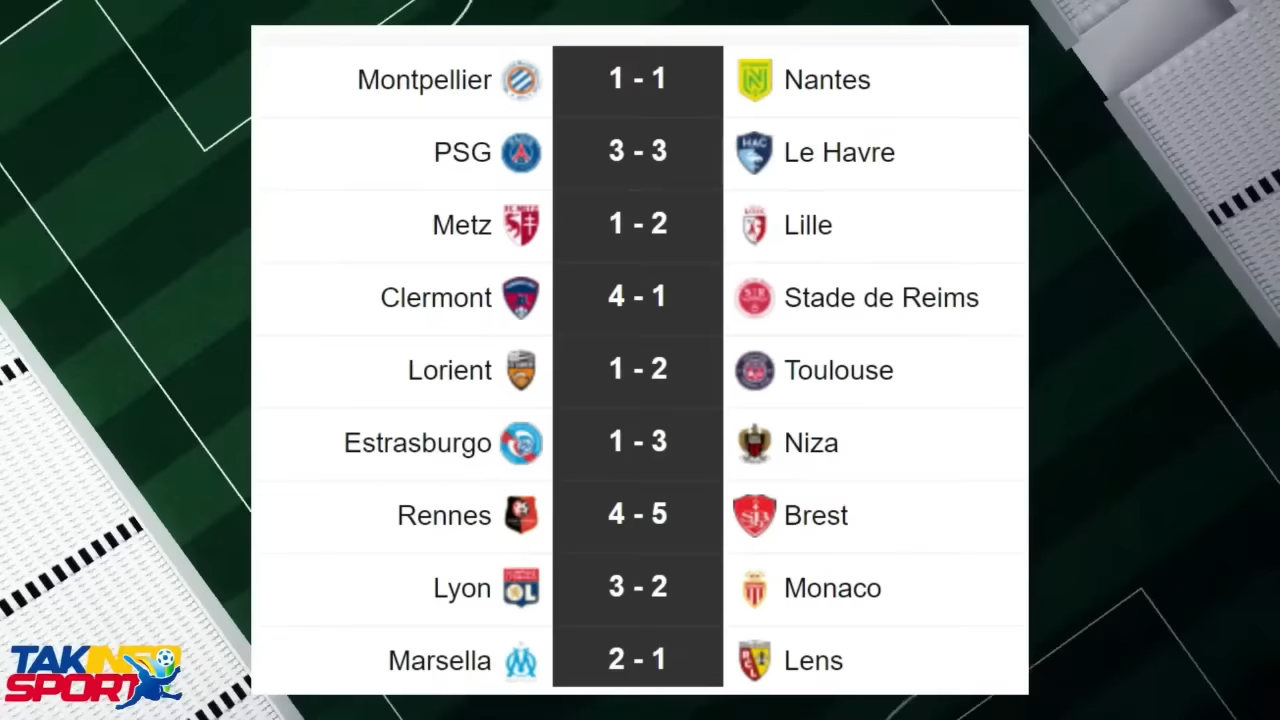 Montpellier 1 - 1 Nantes
PSG 3 - 3 Le Havre
Metz 1 - 2 Lille
Clermont 4 - 1 Stade de Reims
Lorient 1 - 2 Toulouse
Estrasburgo 1 - 3 Niza
Rennes 4 - 5 Brest
Lyon 3 - 2 Monaco
Marsella 2 - 1 Lens
TAKINFO
SPORT